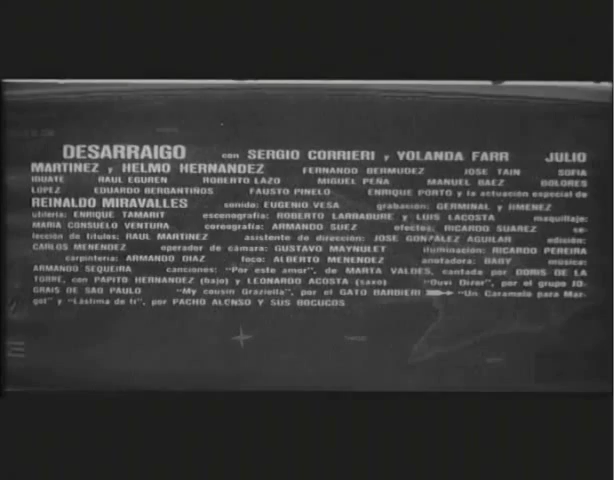 DESARRAIGO con SERGIO CORRIERI y YOLANDA FARR JULIO
MARTINEZ y HELMO HERNANDEZ FERNANDO BERMUDEZ JOSE TAIN SOFIA
IDUATE RAUL EGUREN ROBERTO LAZO MIGUEL PEÑA MANUEL BAEZ DOLORES
LOPEZ EDUARDO BERGANTIÑOS FAUSTO PINELO ENRIQUE PORTO y la actuación especial de
REINALDO MIRAVALLES sonido: EUGENIO VESA grabación: GERMINAL y JIMENEZ
utilería: ENRIQUE TAMARIT escenografía: ROBERTO LARRABURE y LUIS LACOSTA maquillaje:
MARIA CONSUELO VENTURA coreografía: ARMANDO SUEZ efectos: RICARDO SUAREZ se-
lección de títulos: RAUL MARTINEZ asistente de dirección: JOSE GONZALEZ AGUILAR edición:
CARLOS MENENDEZ operador de cámara: GUSTAVO MAYNULET iluminación: RICARDO PEREIRA
carpintería: ARMANDO DIAZ foco: ALBERTO MENENDEZ anotadora: BABY música:
ARMANDO SEQUEIRA canciones: "Por este amor", de MARTA VALDES, cantada por DORIS DE LA
TORRE, con PAPITO HERNANDEZ (bajo) y LEONARDO ACOSTA (saxo) "Ouvi Dizer", por el grupo JO-
GRAIS DE SAO PAULO "My cousin Graziella", por el GATO BARBIERI "Un Caramelo para Mar-
got" y "Lástima de ti", por PACHO ALONSO Y SUS BOCUCOS